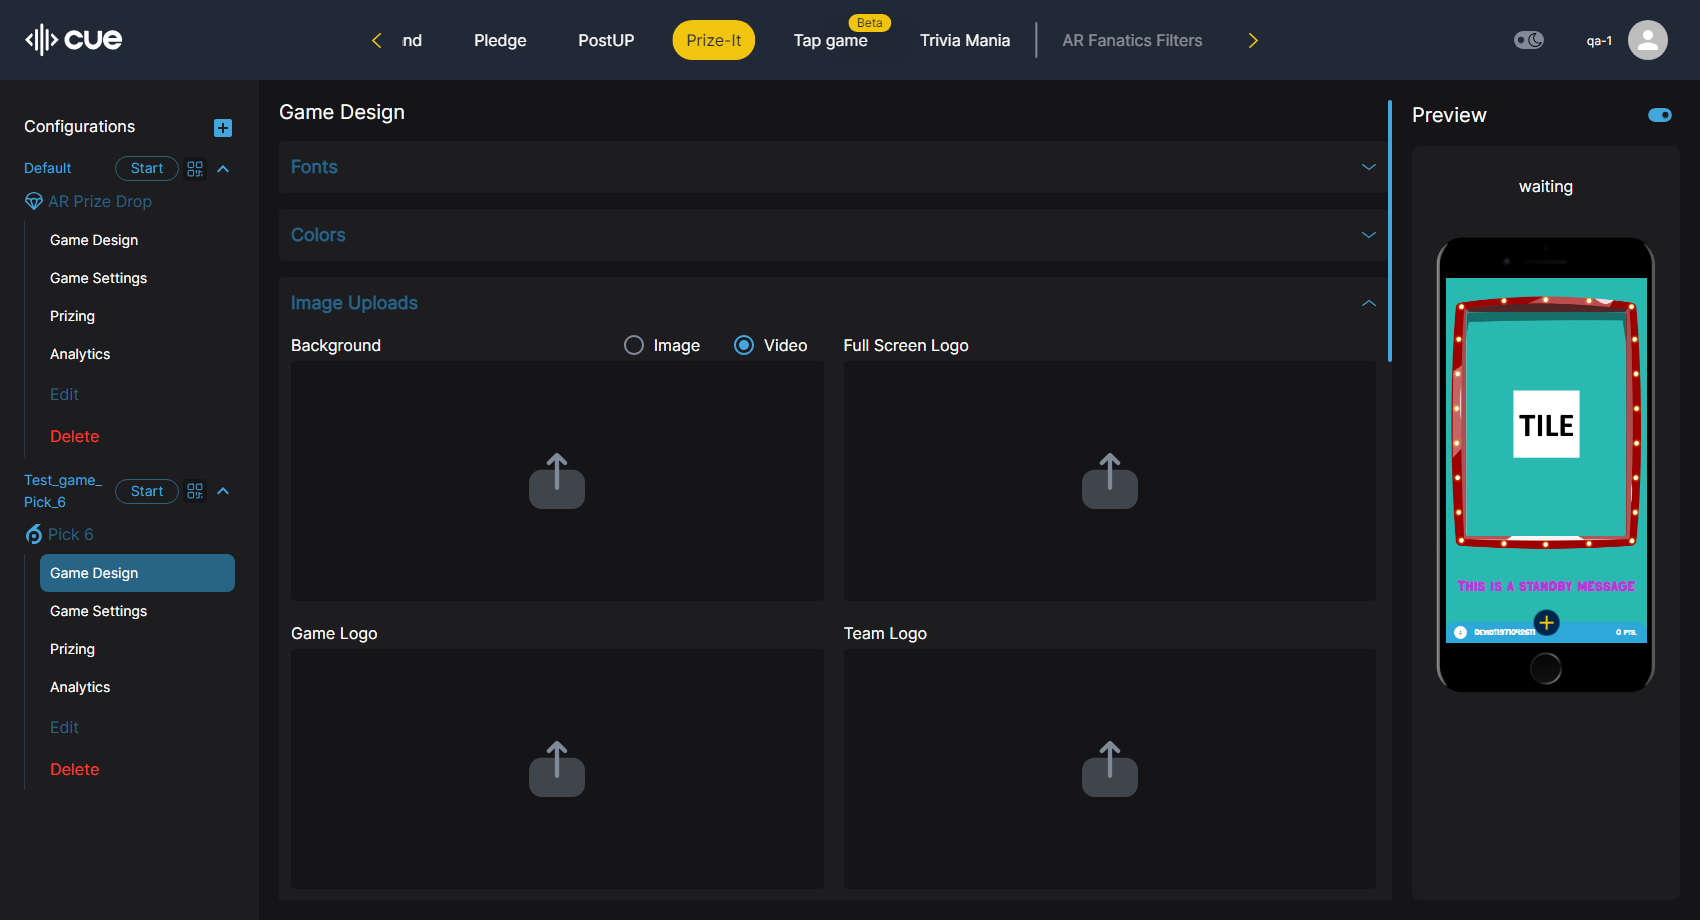 cue
nd
Pledge
PostUP
Prize-It
Beta
Tap game
Trivia Mania
AR Fanatics Filters
qa-1
Configurations
Default
Start
AR Prize Drop
Game Design
Game Settings
Prizing
Analytics
Edit
Delete
Test_game_
Pick_6
Start
Pick 6
Game Design
Game Settings
Prizing
Analytics
Edit
Delete
Game Design
Fonts
Colors
Image Uploads
Background
Image
Video
Full Screen Logo
Game Logo
Team Logo
Preview
waiting
TILE
THIS IS A STANDBY MESSAGE
0 PTS.